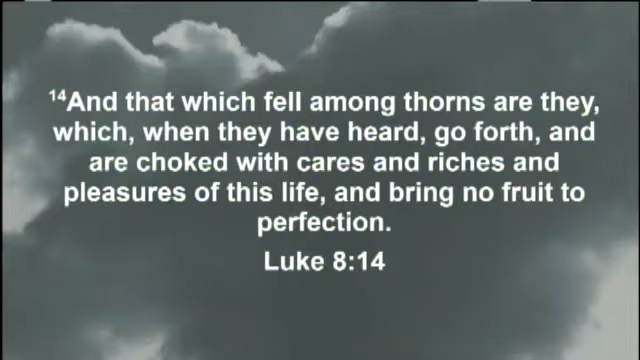 14And that which fell among thorns are they,
which, when they have heard, go forth, and
are choked with cares and riches and
pleasures of this life, and bring no fruit to
perfection.
Luke 8:14